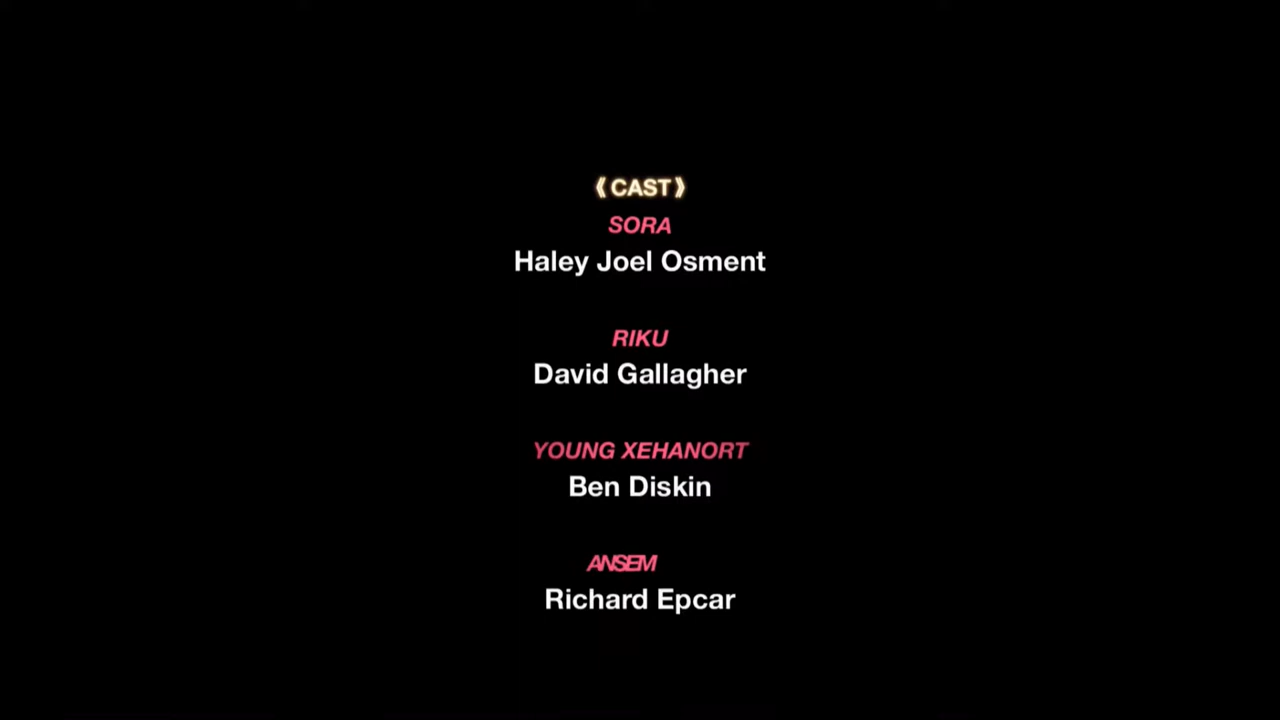 《CAST》
SORA
Haley Joel Osment
RIKU
David Gallagher
YOUNG XEHANORT
Ben Diskin
ANSEM
Richard Epcar